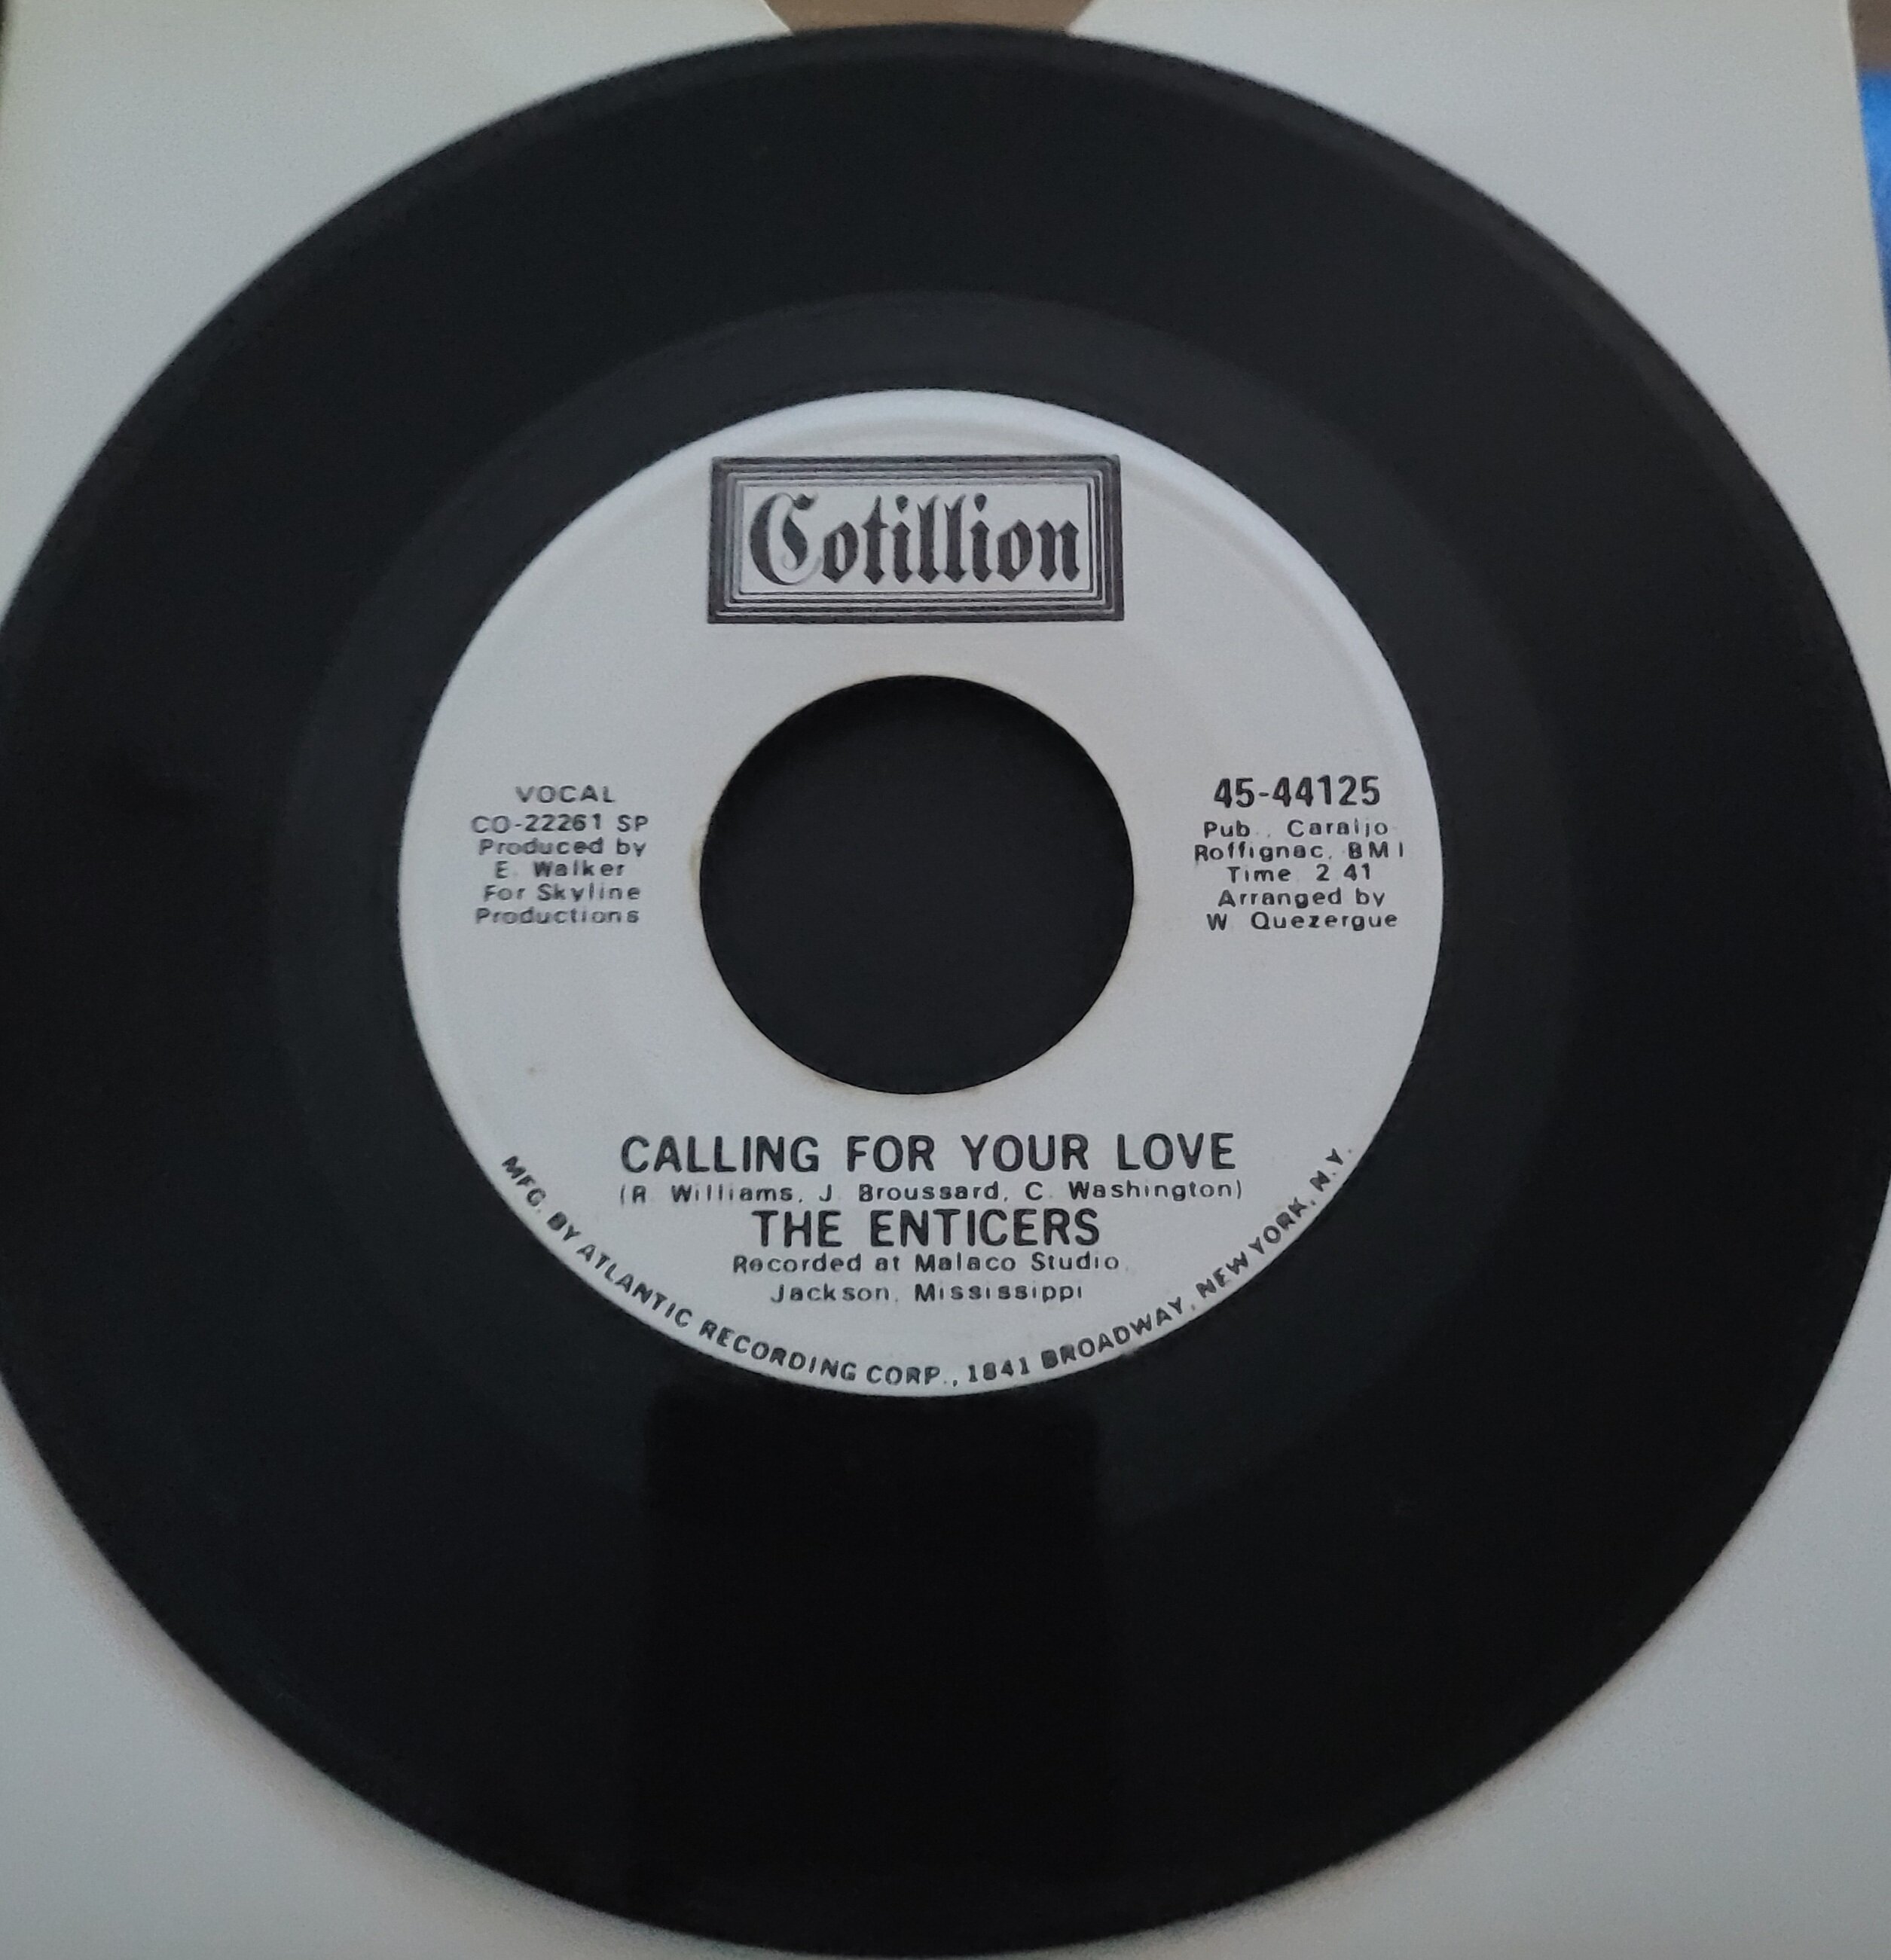 Cotillion
VOCAL
CO-22261 SP
Produced by
E. Walker
For Skyline
Productions
45-44125
Pub., Caraljo
Roffignac, BMI
Time 2:41
Arranged by
W. Quezergue
CALLING FOR YOUR LOVE
(R. Williams, J. Broussard, C. Washington)
THE ENTICERS
Recorded at Malaco Studio,
Jackson, Mississippi
MFG. BY ATLANTIC RECORDING CORP., 1841 BROADWAY, NEW YORK, N.Y.